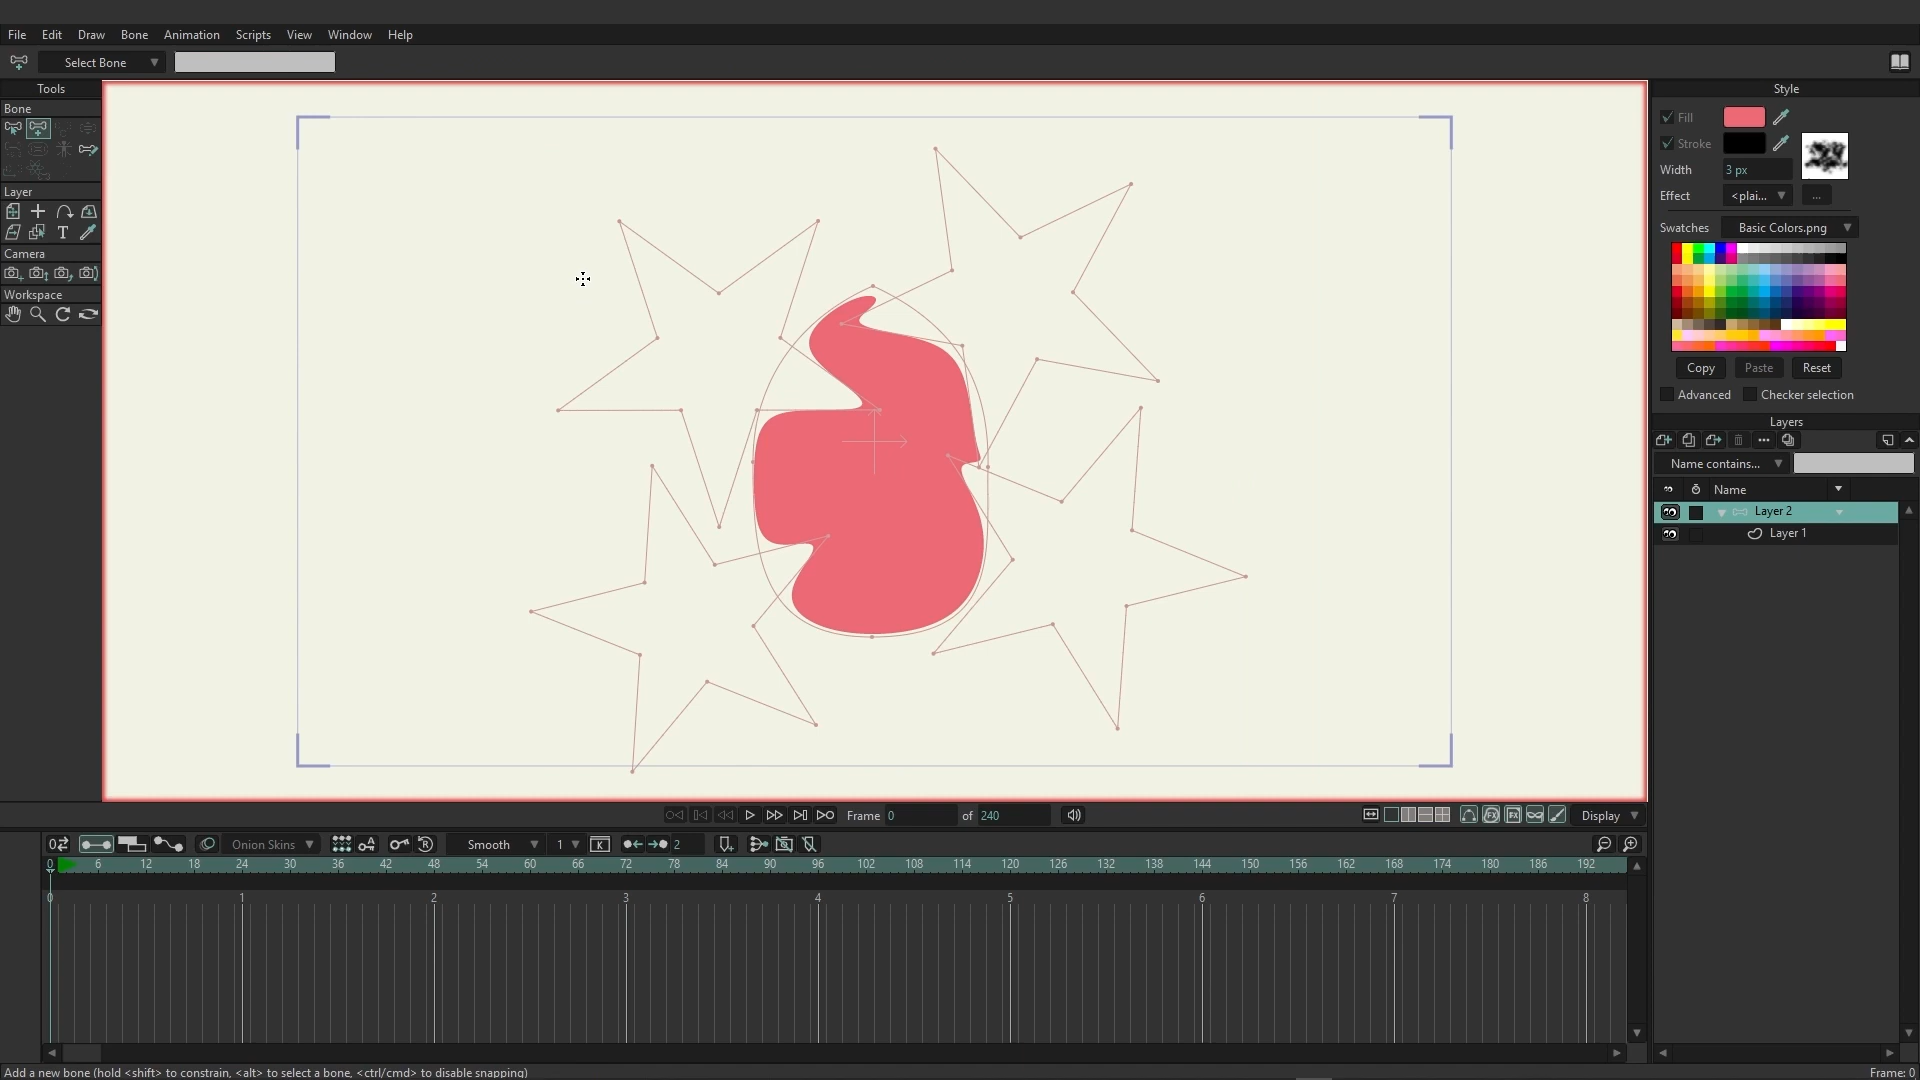 File Edit Draw Bone Animation Scripts View Window Help
Select Bone
Tools
Bone
Layer
T
Camera
Workspace
Style
Fill
Stroke
Width 3 px
Effect <plai... ...
Swatches Basic Colors.png
Copy Paste Reset
Advanced Checker selection
Layers
Name contains...
Name
Layer 2
Layer 1
Frame 0 of 240
Display
Onion Skins Smooth 1 K 2
0 6 12 18 24 30 36 42 48 54 60 66 72 78 84 90 96 102 108 114 120 126 132 138 144 150 156 162 168 174 180 186 192
0 1 2 3 4 5 6 7 8
Add a new bone (hold <shift> to constrain, <alt> to select a bone, <ctrl/cmd> to disable snapping)
Frame: 0